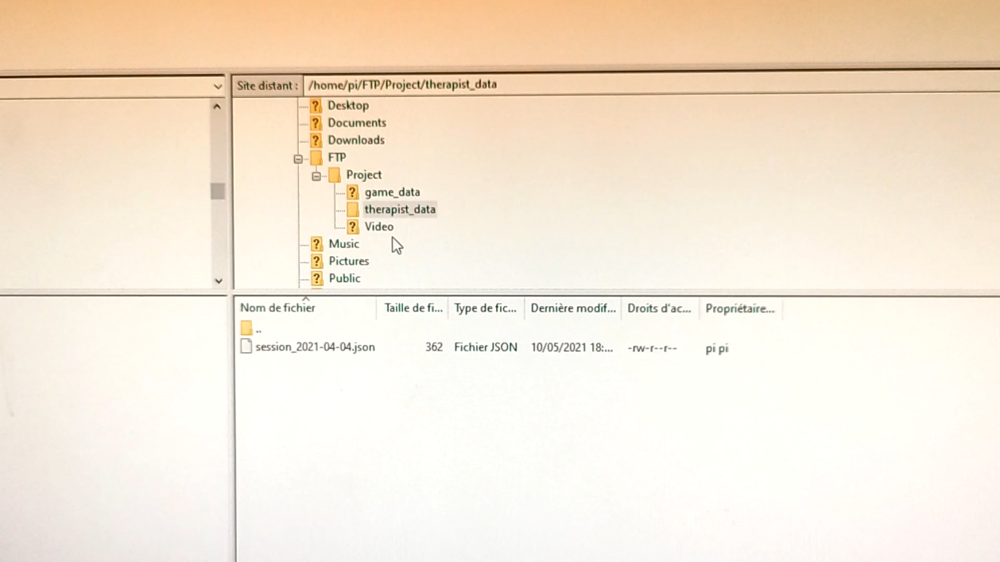 Site distant : /home/pi/FTP/Project/therapist_data
Desktop
Documents
Downloads
FTP
Project
game_data
therapist_data
Video
Music
Pictures
Public
Nom de fichier Taille de fi... Type de fic... Dernière modif... Droits d'ac... Propriétaire...
..
session_2021-04-04.json 362 Fichier JSON 10/05/2021 18:... -rw-r--r-- pi pi